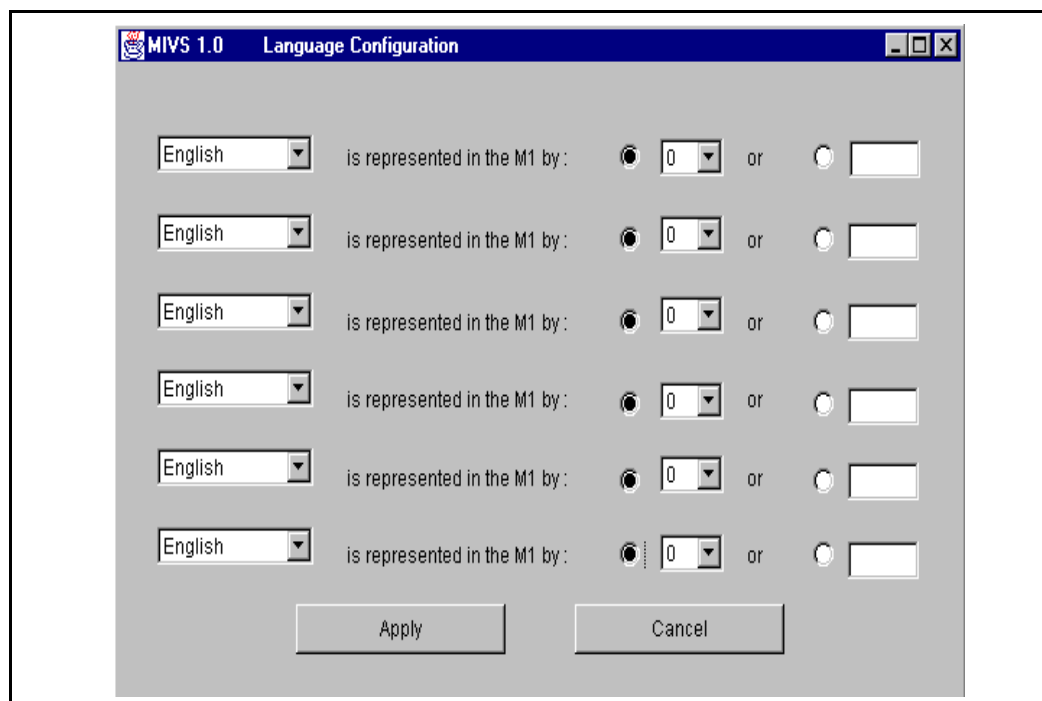 MIVS 1.0 Language Configuration
English is represented in the M1 by : 0 or
English is represented in the M1 by : 0 or
English is represented in the M1 by : 0 or
English is represented in the M1 by : 0 or
English is represented in the M1 by : 0 or
English is represented in the M1 by : 0 or
Apply Cancel